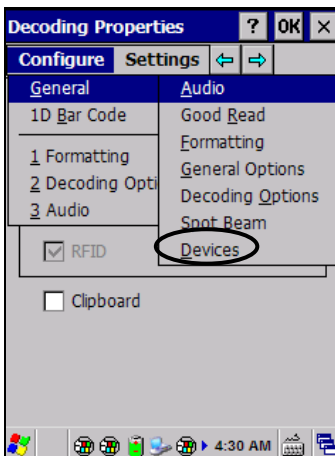 Decoding Properties ? OK ×
Configure Settings
General
1D Bar Code
1 Formatting
2 Decoding Opti
3 Audio
Audio
Good Read
Formatting
General Options
Decoding Options
Spot Beam
Devices
RFID
Clipboard
4:30 AM